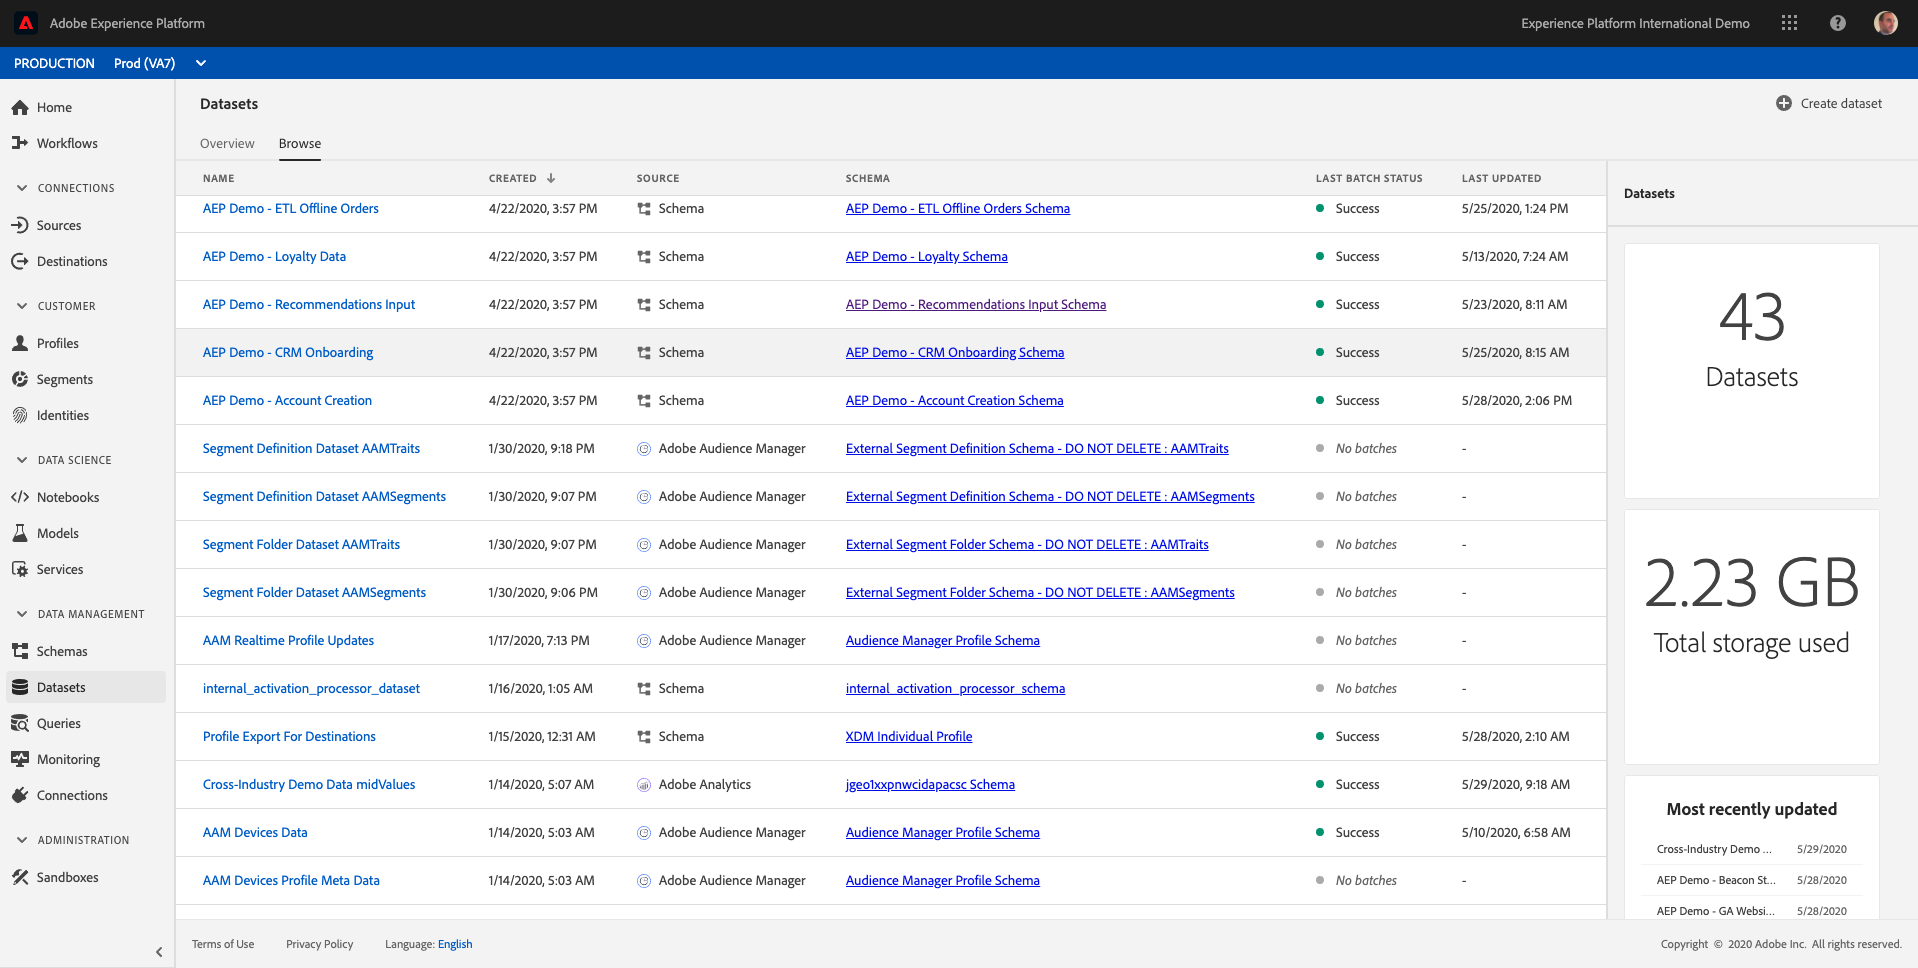 Adobe Experience Platform
Experience Platform International Demo
PRODUCTION Prod (VA7)
Home
Workflows
CONNECTIONS
Sources
Destinations
CUSTOMER
Profiles
Segments
Identities
DATA SCIENCE
Notebooks
Models
Services
DATA MANAGEMENT
Schemas
Datasets
Queries
Monitoring
Connections
ADMINISTRATION
Sandboxes
Datasets
Create dataset
Overview Browse
NAME CREATED SOURCE SCHEMA LAST BATCH STATUS LAST UPDATED
AEP Demo - ETL Offline Orders 4/22/2020, 3:57 PM Schema AEP Demo - ETL Offline Orders Schema Success 5/25/2020, 1:24 PM
AEP Demo - Loyalty Data 4/22/2020, 3:57 PM Schema AEP Demo - Loyalty Schema Success 5/13/2020, 7:24 AM
AEP Demo - Recommendations Input 4/22/2020, 3:57 PM Schema AEP Demo - Recommendations Input Schema Success 5/23/2020, 8:11 AM
AEP Demo - CRM Onboarding 4/22/2020, 3:57 PM Schema AEP Demo - CRM Onboarding Schema Success 5/25/2020, 8:15 AM
AEP Demo - Account Creation 4/22/2020, 3:57 PM Schema AEP Demo - Account Creation Schema Success 5/28/2020, 2:06 PM
Segment Definition Dataset AAMTraits 1/30/2020, 9:18 PM Adobe Audience Manager External Segment Definition Schema - DO NOT DELETE : AAMTraits No batches -
Segment Definition Dataset AAMSegments 1/30/2020, 9:07 PM Adobe Audience Manager External Segment Definition Schema - DO NOT DELETE : AAMSegments No batches -
Segment Folder Dataset AAMTraits 1/30/2020, 9:07 PM Adobe Audience Manager External Segment Folder Schema - DO NOT DELETE : AAMTraits No batches -
Segment Folder Dataset AAMSegments 1/30/2020, 9:06 PM Adobe Audience Manager External Segment Folder Schema - DO NOT DELETE : AAMSegments No batches -
AAM Realtime Profile Updates 1/17/2020, 7:13 PM Adobe Audience Manager Audience Manager Profile Schema No batches -
internal_activation_processor_dataset 1/16/2020, 1:05 AM Schema internal_activation_processor_schema No batches -
Profile Export For Destinations 1/15/2020, 12:31 AM Schema XDM Individual Profile Success 5/28/2020, 2:10 AM
Cross-Industry Demo Data midValues 1/14/2020, 5:07 AM Adobe Analytics jgeo1xxpnwcidapacsc Schema Success 5/29/2020, 9:18 AM
AAM Devices Data 1/14/2020, 5:03 AM Adobe Audience Manager Audience Manager Profile Schema Success 5/10/2020, 6:58 AM
AAM Devices Profile Meta Data 1/14/2020, 5:03 AM Adobe Audience Manager Audience Manager Profile Schema No batches -
Datasets
43
Datasets
2.23 GB
Total storage used
Most recently updated
Cross-Industry Demo ... 5/29/2020
AEP Demo - Beacon St... 5/28/2020
AEP Demo - GA Websi... 5/28/2020
Terms of Use Privacy Policy Language: English
Copyright © 2020 Adobe Inc. All rights reserved.